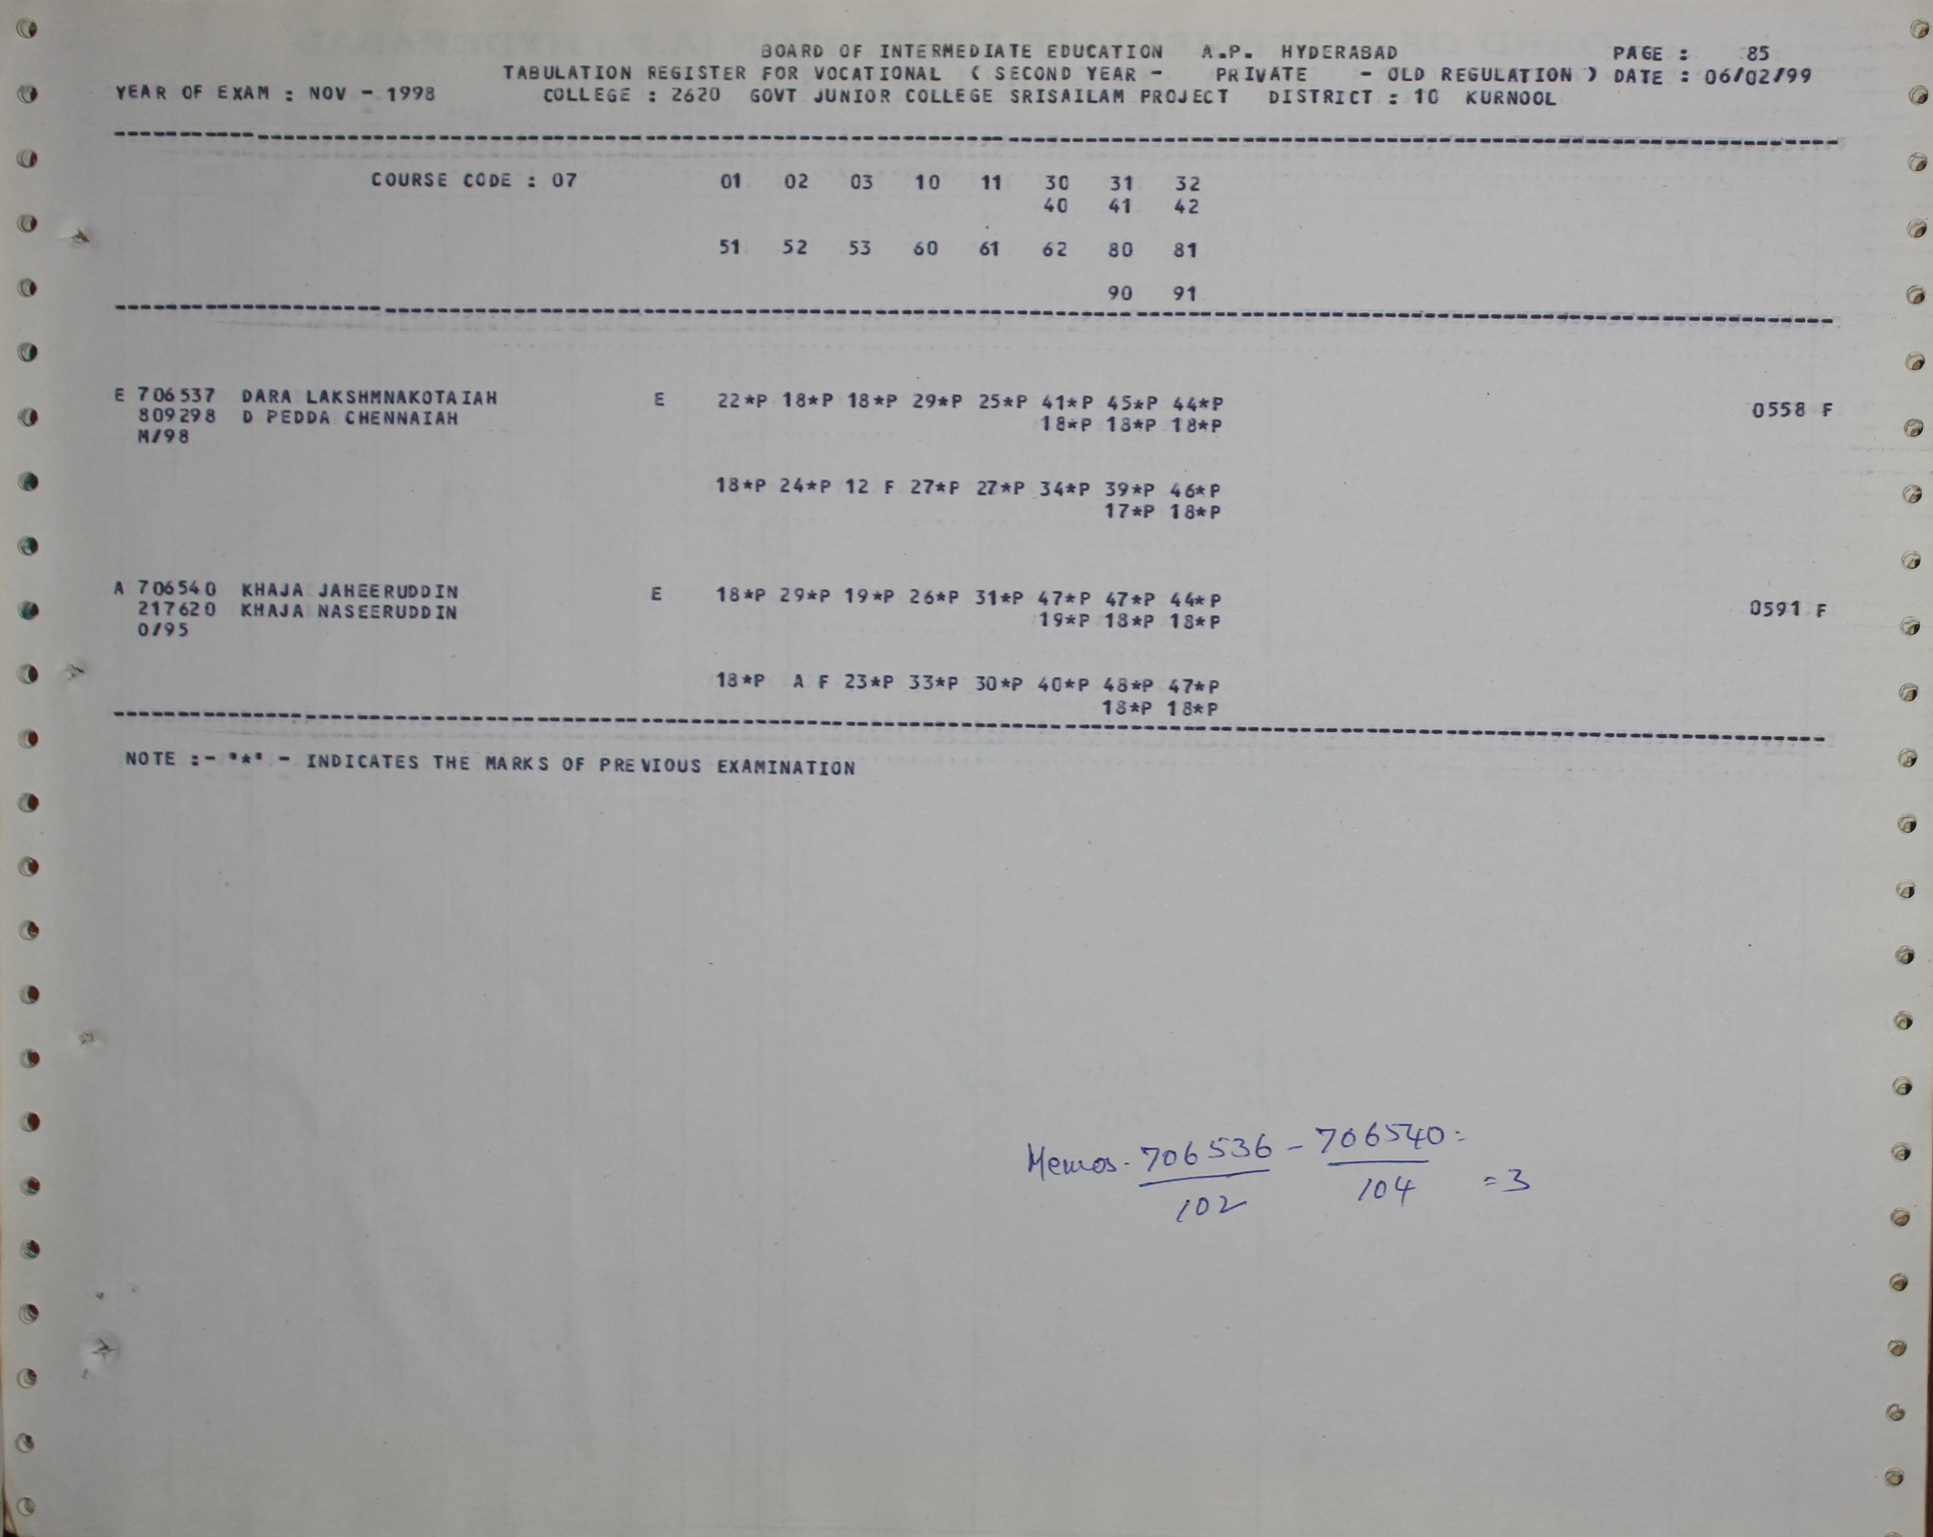 BOARD OF INTERMEDIATE EDUCATION A.P. HYDERABAD PAGE : 85
TABULATION REGISTER FOR VOCATIONAL ( SECOND YEAR - PRIVATE - OLD REGULATION ) DATE : 06/02/99
YEAR OF EXAM : NOV - 1998 COLLEGE : 2620 GOVT JUNIOR COLLEGE SRISAILAM PROJECT DISTRICT : 10 KURNOOL
COURSE CODE : 07 01 02 03 10 11 30 31 32
40 41 42
51 52 53 60 61 62 80 81
90 91
E 706537 DARA LAKSHMNAKOTAIAH E 22*P 18*P 18*P 29*P 25*P 41*P 45*P 44*P 0558 F
809298 D PEDDA CHENNAIAH 18*P 18*P 18*P
M/98
18*P 24*P 12 F 27*P 27*P 34*P 39*P 46*P
17*P 18*P
A 706540 KHAJA JAHEERUDDIN E 18*P 29*P 19*P 26*P 31*P 47*P 47*P 44*P 0591 F
217620 KHAJA NASEERUDDIN 19*P 18*P 18*P
O/95
18*P A F 23*P 33*P 30*P 40*P 48*P 47*P
18*P 18*P
NOTE :- "*" - INDICATES THE MARKS OF PREVIOUS EXAMINATION
Memos. 706536 - 706540 =
102 104 = 3